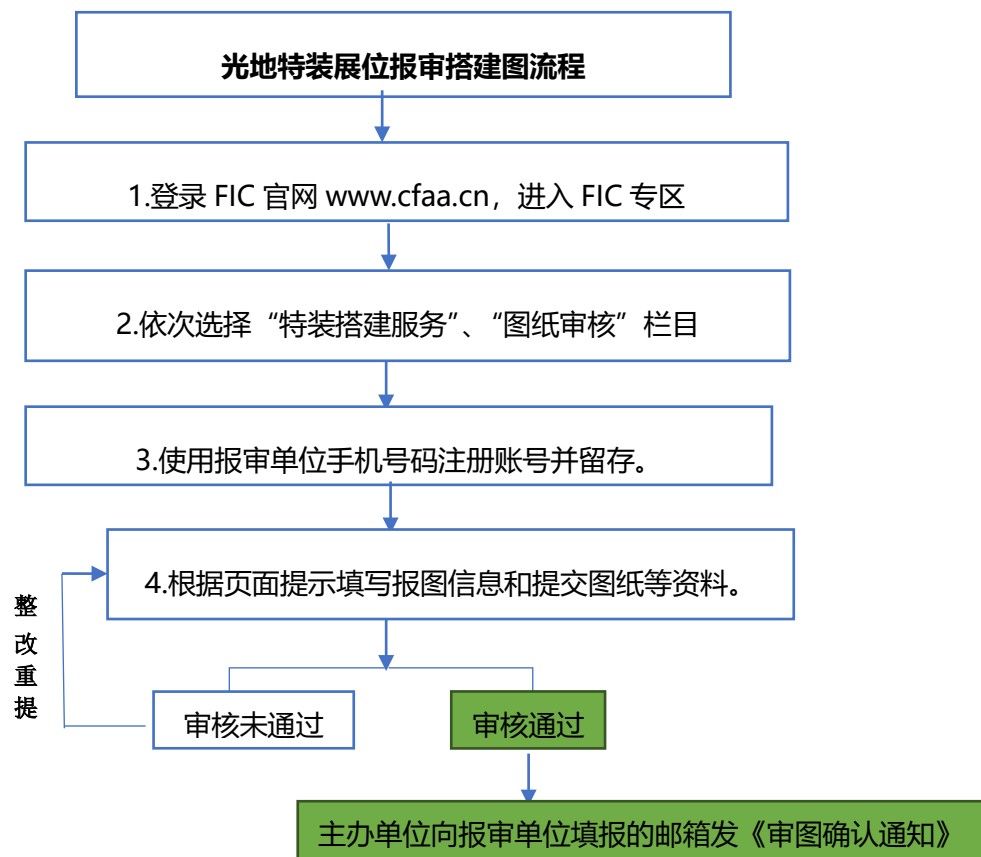 光地特装展位报审搭建图流程
1.登录 FIC 官网 www.cfaa.cn，进入 FIC 专区
2.依次选择“特装搭建服务”、“图纸审核”栏目
3.使用报审单位手机号码注册账号并留存。
4.根据页面提示填写报图信息和提交图纸等资料。
整
改
重
提
审核未通过
审核通过
主办单位向报审单位填报的邮箱发《审图确认通知》